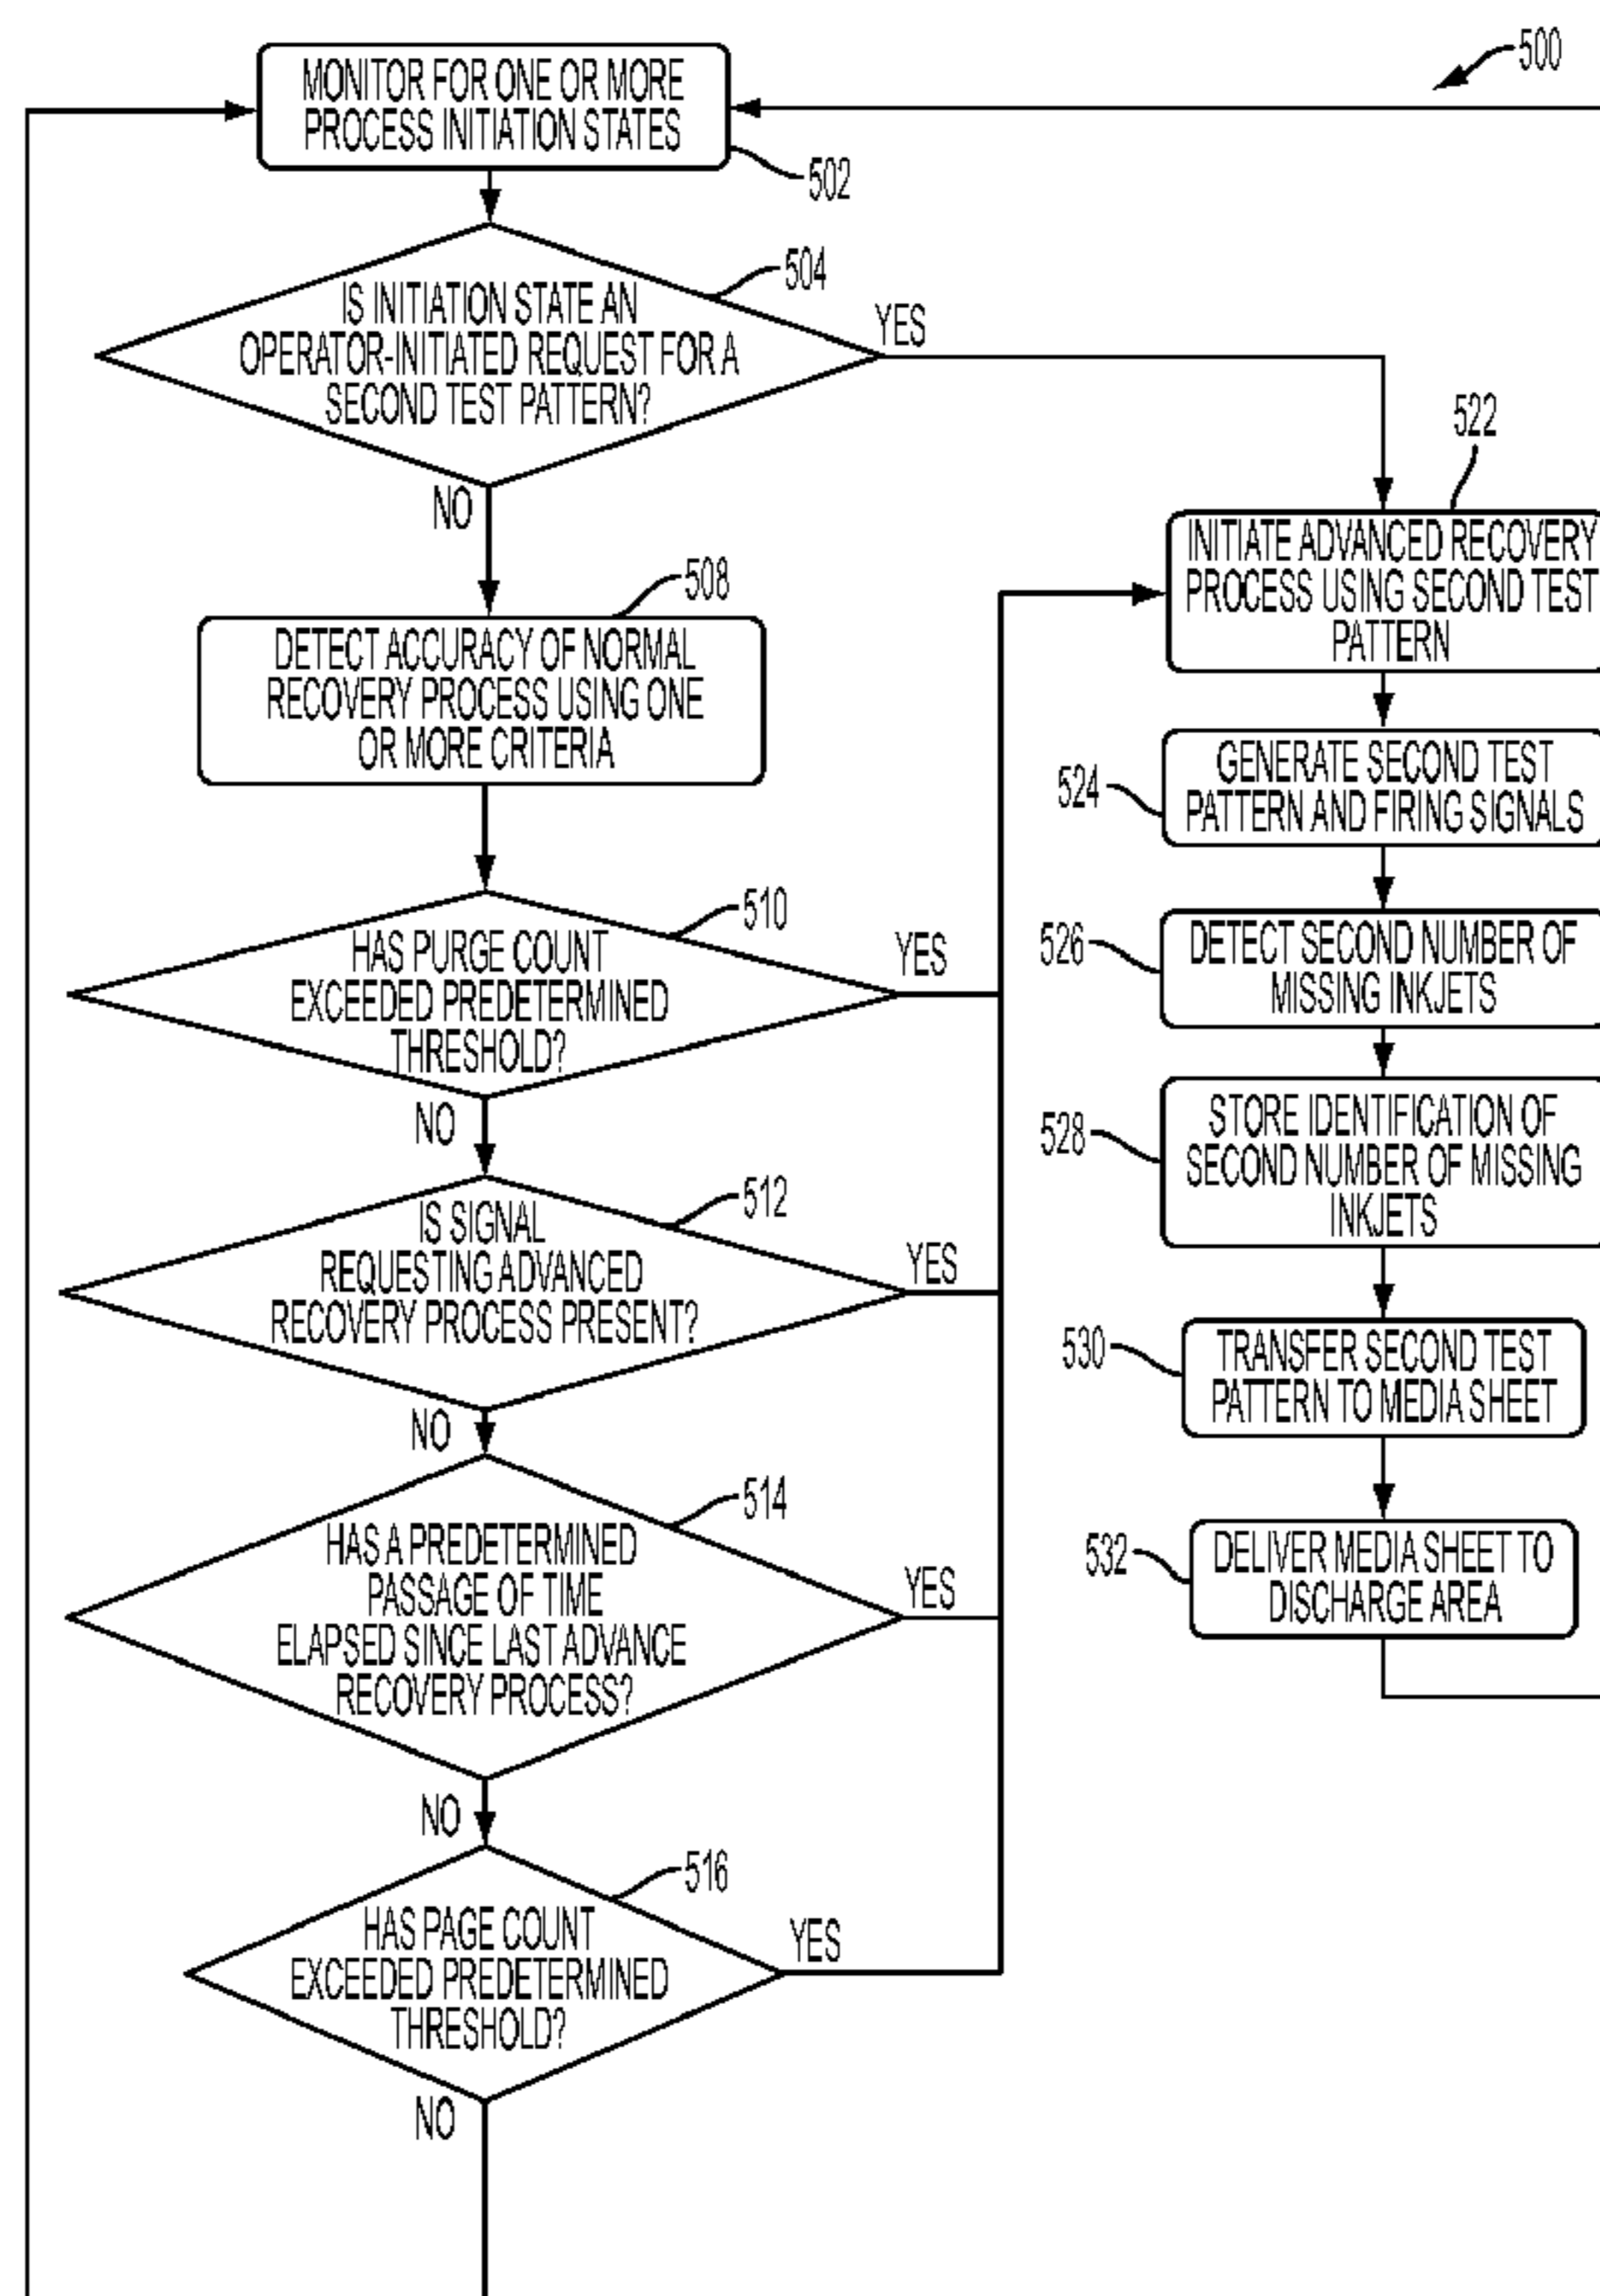 500
MONITOR FOR ONE OR MORE
PROCESS INITIATION STATES
502
504
IS INITIATION STATE AN
OPERATOR-INITIATED REQUEST FOR A
SECOND TEST PATTERN?
YES
NO
508
DETECT ACCURACY OF NORMAL
RECOVERY PROCESS USING ONE
OR MORE CRITERIA
510
HAS PURGE COUNT
EXCEEDED PREDETERMINED
THRESHOLD?
YES
NO
512
IS SIGNAL
REQUESTING ADVANCED
RECOVERY PROCESS PRESENT?
YES
NO
514
HAS A PREDETERMINED
PASSAGE OF TIME
ELAPSED SINCE LAST ADVANCE
RECOVERY PROCESS?
YES
NO
516
HAS PAGE COUNT
EXCEEDED PREDETERMINED
THRESHOLD?
YES
NO
522
INITIATE ADVANCED RECOVERY
PROCESS USING SECOND TEST
PATTERN
524
GENERATE SECOND TEST
PATTERN AND FIRING SIGNALS
526
DETECT SECOND NUMBER OF
MISSING INKJETS
528
STORE IDENTIFICATION OF
SECOND NUMBER OF MISSING
INKJETS
530
TRANSFER SECOND TEST
PATTERN TO MEDIA SHEET
532
DELIVER MEDIA SHEET TO
DISCHARGE AREA